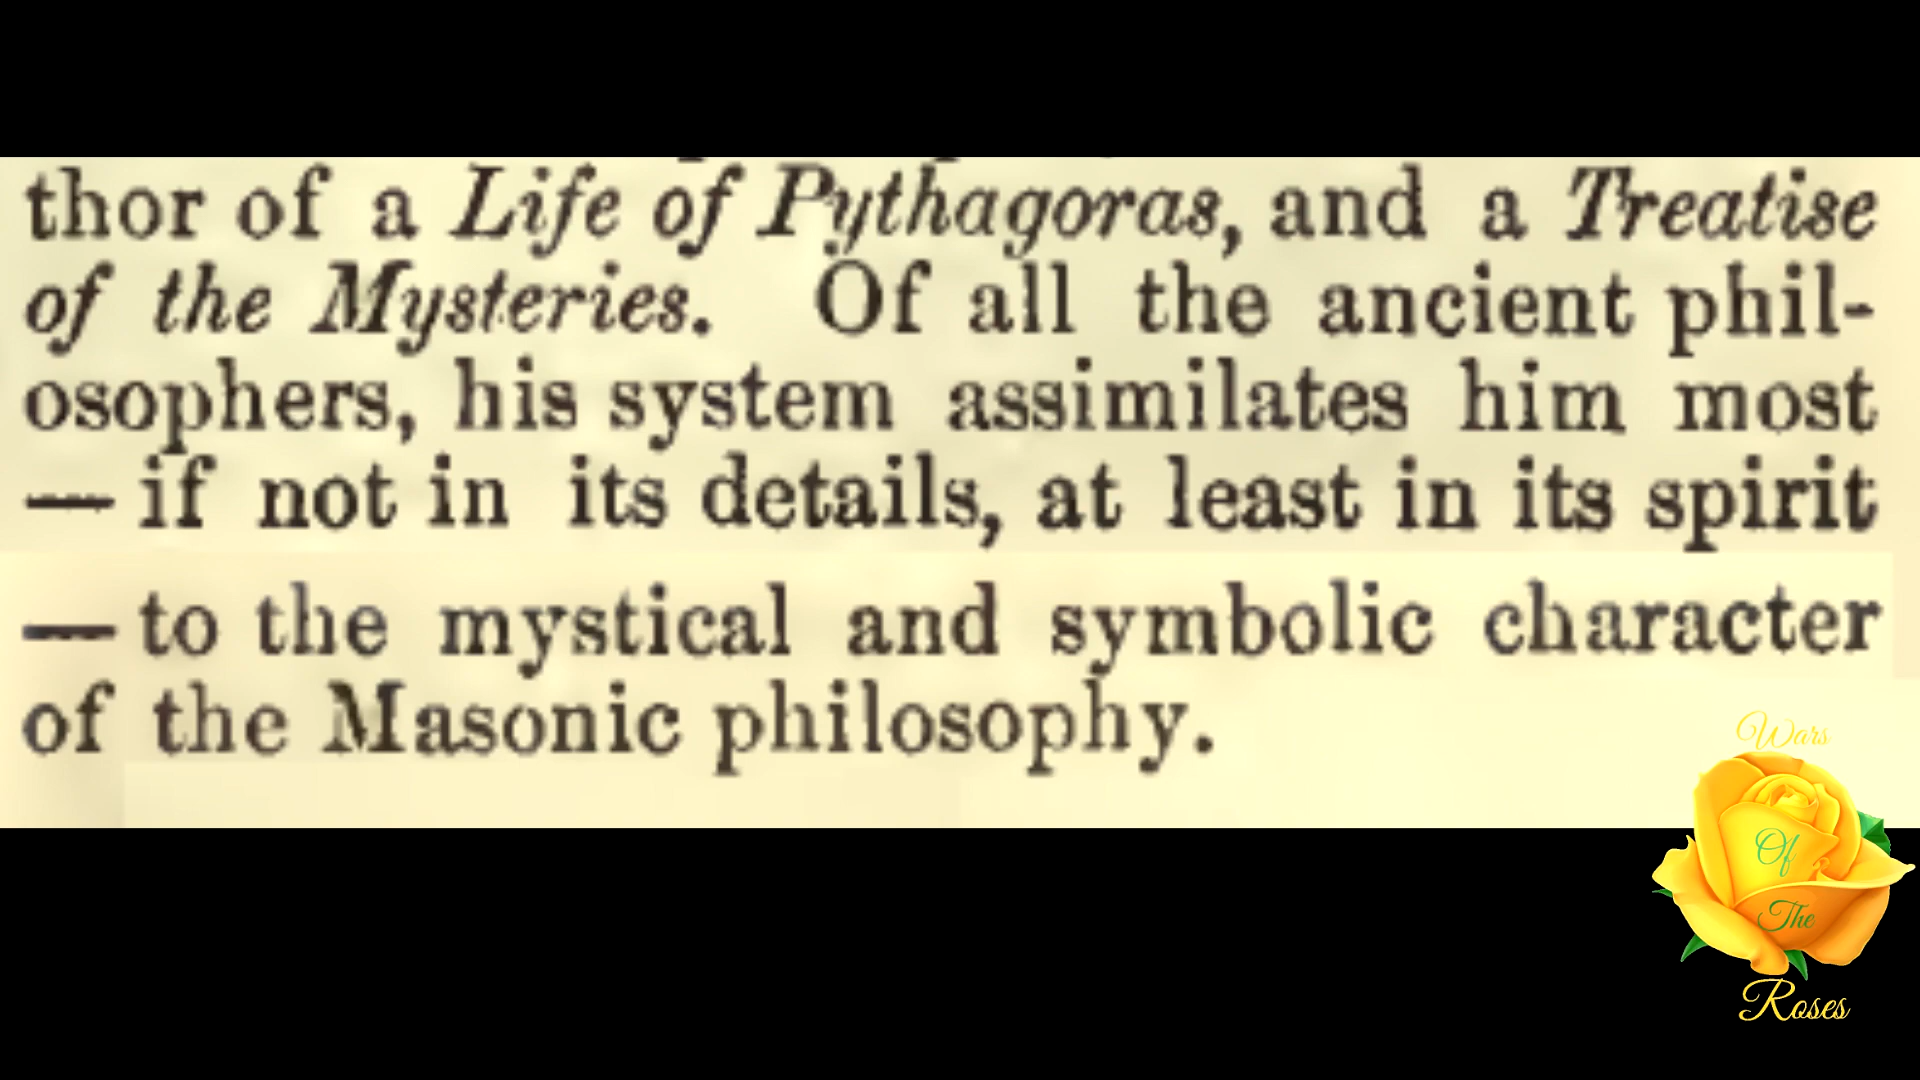 thor of a Life of Pythagoras, and a Treatise
of the Mysteries. Of all the ancient phil-
osophers, his system assimilates him most
— if not in its details, at least in its spirit
— to the mystical and symbolic character
of the Masonic philosophy.
Wars
Of
The
Roses